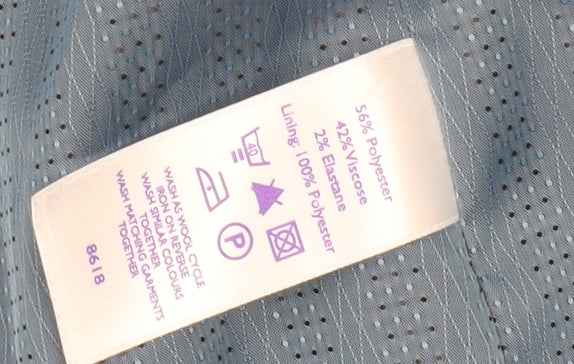 56% Polyester
42% Viscose
2% Elastane
Lining: 100% Polyester
40
P
WASH AS WOOL CYCLE
IRON ON REVERSE
WASH SIMILAR COLOURS
TOGETHER
WASH MATCHING GARMENTS
TOGETHER
8618